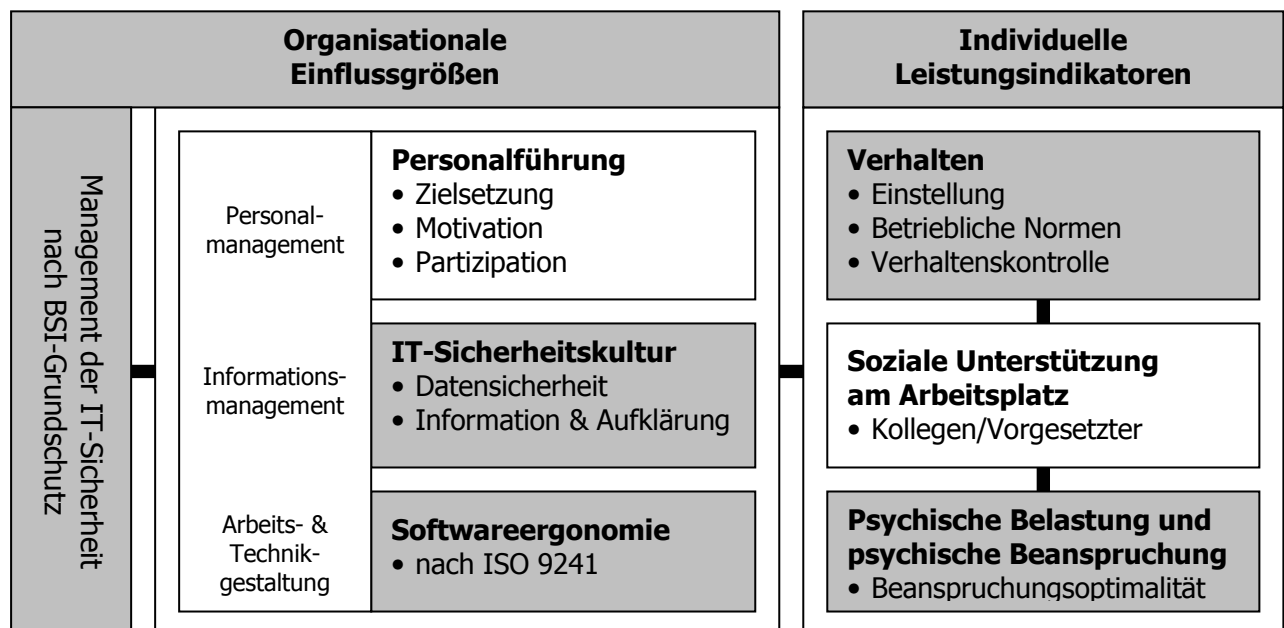 Organisationale
Einflussgrößen
Individuelle
Leistungsindikatoren
Management der IT-Sicherheit
nach BSI-Grundschutz
Personal-
management
Personalführung
• Zielsetzung
• Motivation
• Partizipation
Informations-
management
IT-Sicherheitskultur
• Datensicherheit
• Information & Aufklärung
Arbeits- &
Technik-
gestaltung
Softwareergonomie
• nach ISO 9241
Verhalten
• Einstellung
• Betriebliche Normen
• Verhaltenskontrolle
Soziale Unterstützung
am Arbeitsplatz
• Kollegen/Vorgesetzter
Psychische Belastung und
psychische Beanspruchung
• Beanspruchungsoptimalität